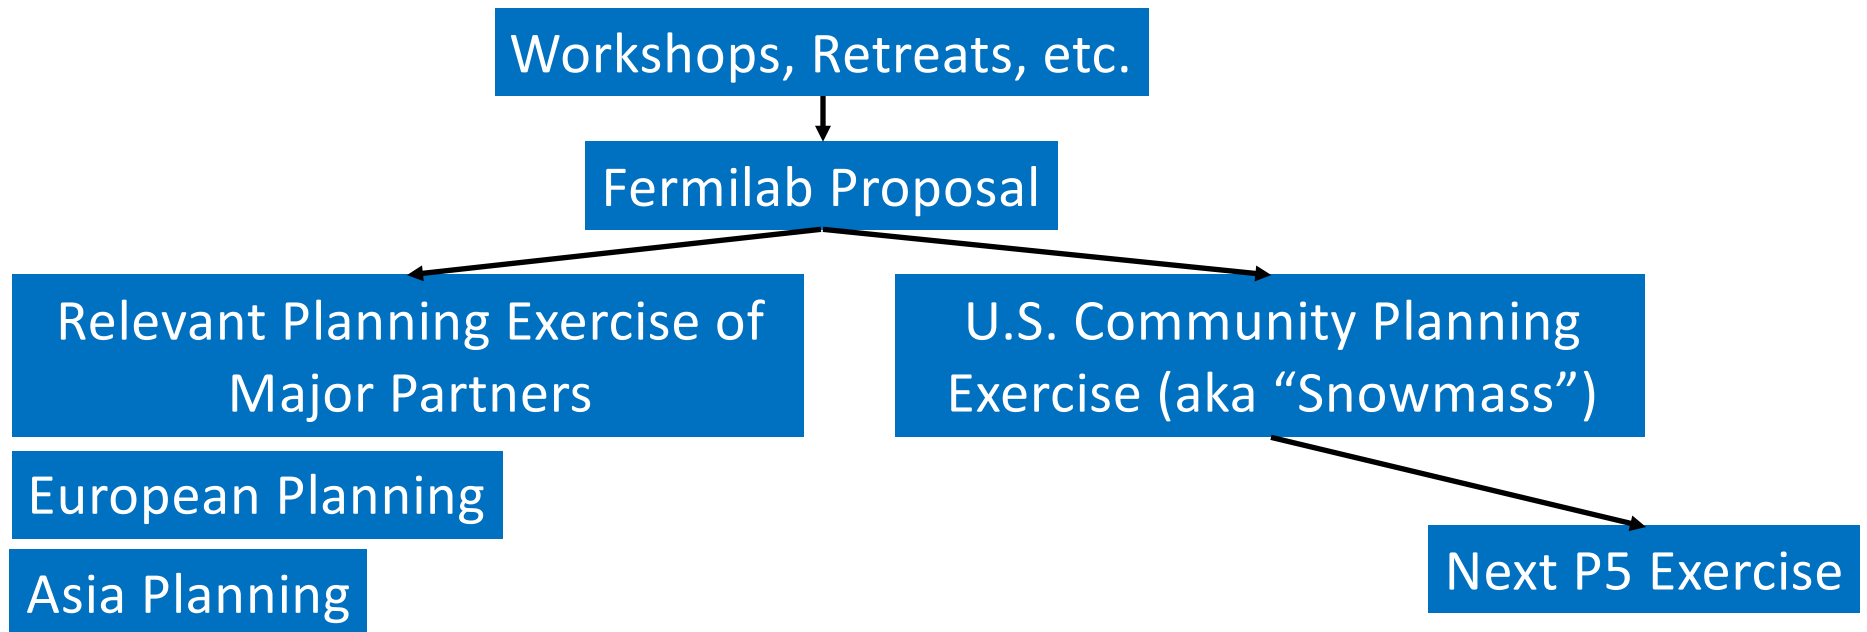 Workshops, Retreats, etc.
Fermilab Proposal
Relevant Planning Exercise of
Major Partners
U.S. Community Planning
Exercise (aka “Snowmass”)
European Planning
Asia Planning
Next P5 Exercise